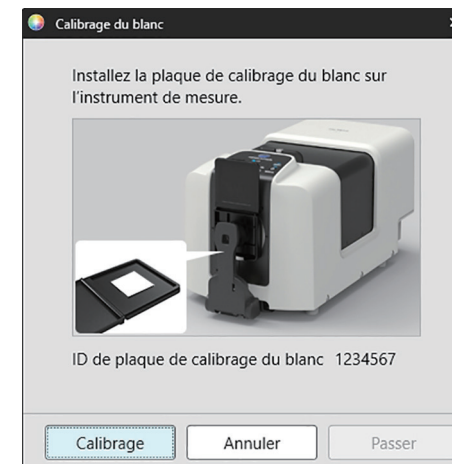 Calibrage du blanc
Installez la plaque de calibrage du blanc sur
l'instrument de mesure.
ID de plaque de calibrage du blanc 1234567
Calibrage
Annuler
Passer